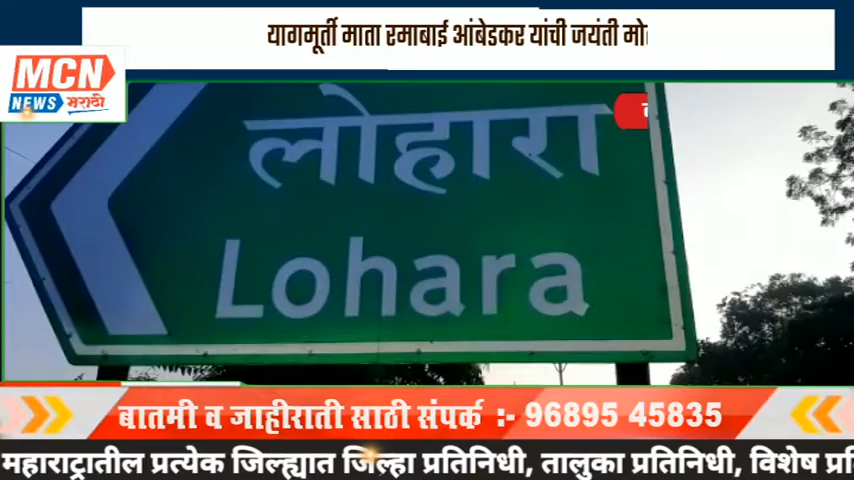 यागमूर्ती माता रमाबाई आंबेडकर यांची जयंती
MCN
NEWS मराठी
लोहारा
Lohara
बातमी व जाहीराती साठी संपर्क :- 96895 45835
महाराष्ट्रातील प्रत्येक जिल्ह्यात जिल्हा प्रतिनिधी, तालुका प्रतिनिधी, विशेष